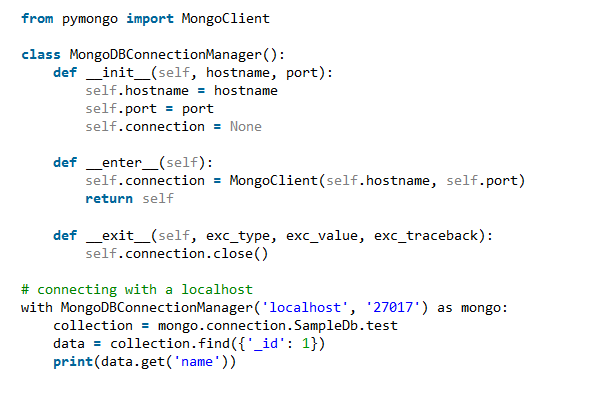 from pymongo import MongoClient

class MongoDBConnectionManager():
    def __init__(self, hostname, port):
        self.hostname = hostname
        self.port = port
        self.connection = None

    def __enter__(self):
        self.connection = MongoClient(self.hostname, self.port)
        return self

    def __exit__(self, exc_type, exc_value, exc_traceback):
        self.connection.close()

# connecting with a localhost
with MongoDBConnectionManager('localhost', '27017') as mongo:
    collection = mongo.connection.SampleDb.test
    data = collection.find({'_id': 1})
    print(data.get('name'))